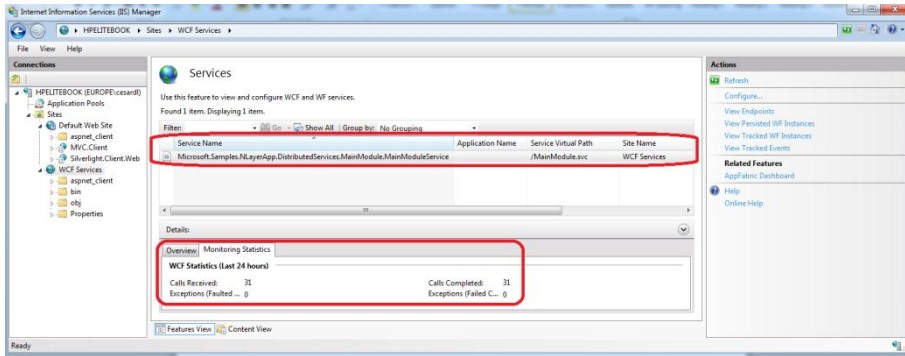 Internet Information Services (IIS) Manager
HPELITEBOOK Sites WCF Services
File View Help
Connections
HPELITEBOOK (EUROPE\cesardl)
Application Pools
Sites
Default Web Site
aspnet_client
MVC.Client
Silverlight.Client.Web
WCF Services
aspnet_client
bin
obj
Properties
Services
Use this feature to view and configure WCF and WF services.
Found 1 item. Displaying 1 item.
Filter: Go Show All Group by: No Grouping
Service Name Application Name Service Virtual Path Site Name
Microsoft.Samples.NLayerApp.DistributedServices.MainModule.MainModuleService /MainModule.svc WCF Services
Details:
Overview Monitoring Statistics
WCF Statistics (Last 24 hours)
Calls Received: 31 Calls Completed: 31
Exceptions (Faulted ... 0 Exceptions (Failed C... 0
Features View Content View
Ready
Actions
Refresh
Configure...
View Endpoints
View Persisted WF Instances
View Tracked WF Instances
View Tracked Events
Related Features
AppFabric Dashboard
Help
Online Help